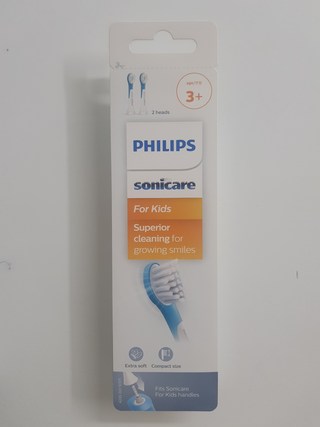 3+
2 heads
PHILIPS
sonicare
For Kids
Superior
cleaning for
growing smiles
Extra soft
Compact size
Fits Sonicare
For Kids handles